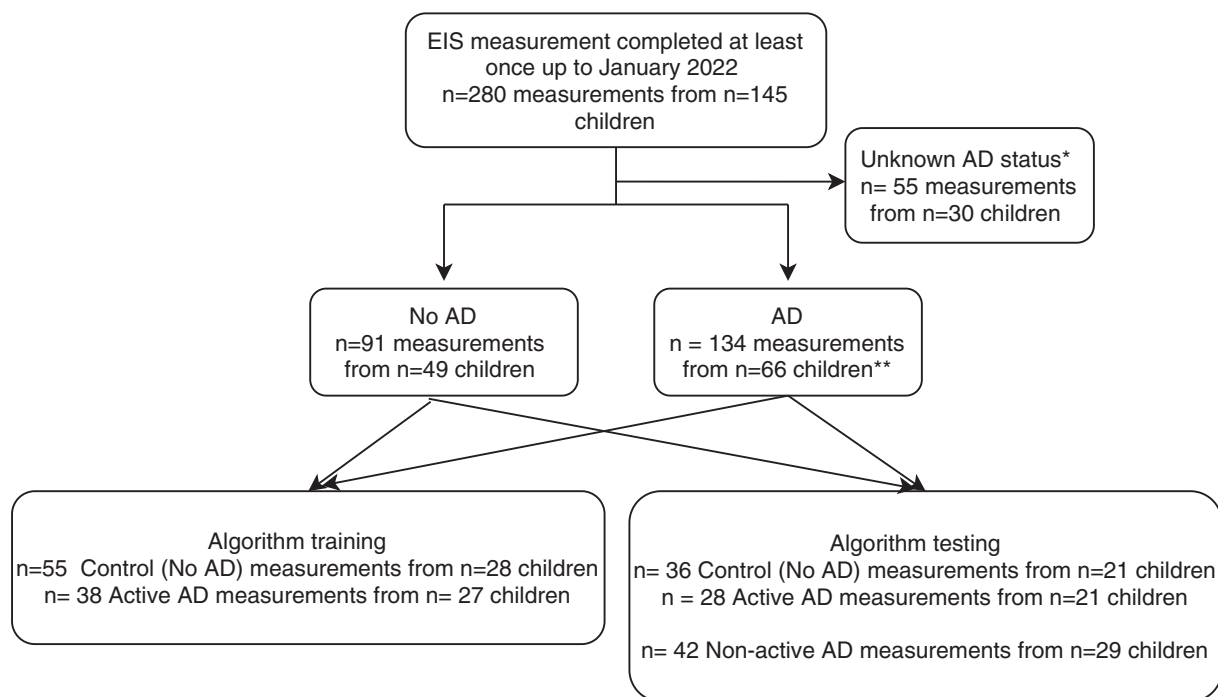 EIS measurement completed at least
once up to January 2022
n=280 measurements from n=145
children
Unknown AD status*
n= 55 measurements
from n=30 children
No AD
n=91 measurements
from n=49 children
AD
n = 134 measurements
from n=66 children**
Algorithm training
n=55 Control (No AD) measurements from n=28 children
n= 38 Active AD measurements from n= 27 children
Algorithm testing
n= 36 Control (No AD) measurements from n=21 children
n = 28 Active AD measurements from n=21 children
n= 42 Non-active AD measurements from n=29 children